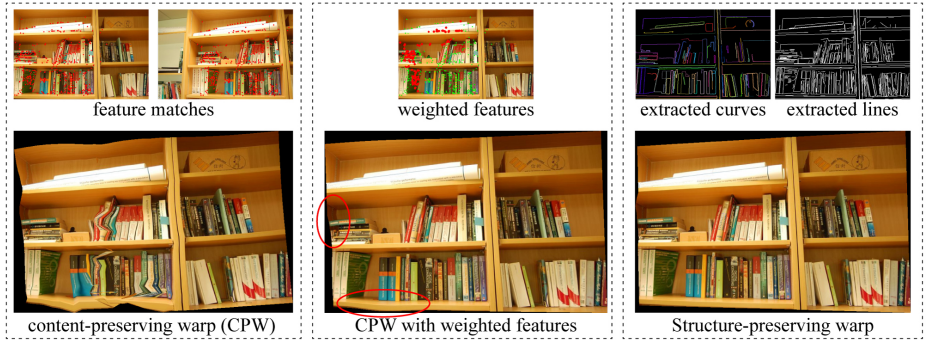 feature matches
weighted features
extracted curves
extracted lines
content-preserving warp (CPW)
CPW with weighted features
Structure-preserving warp